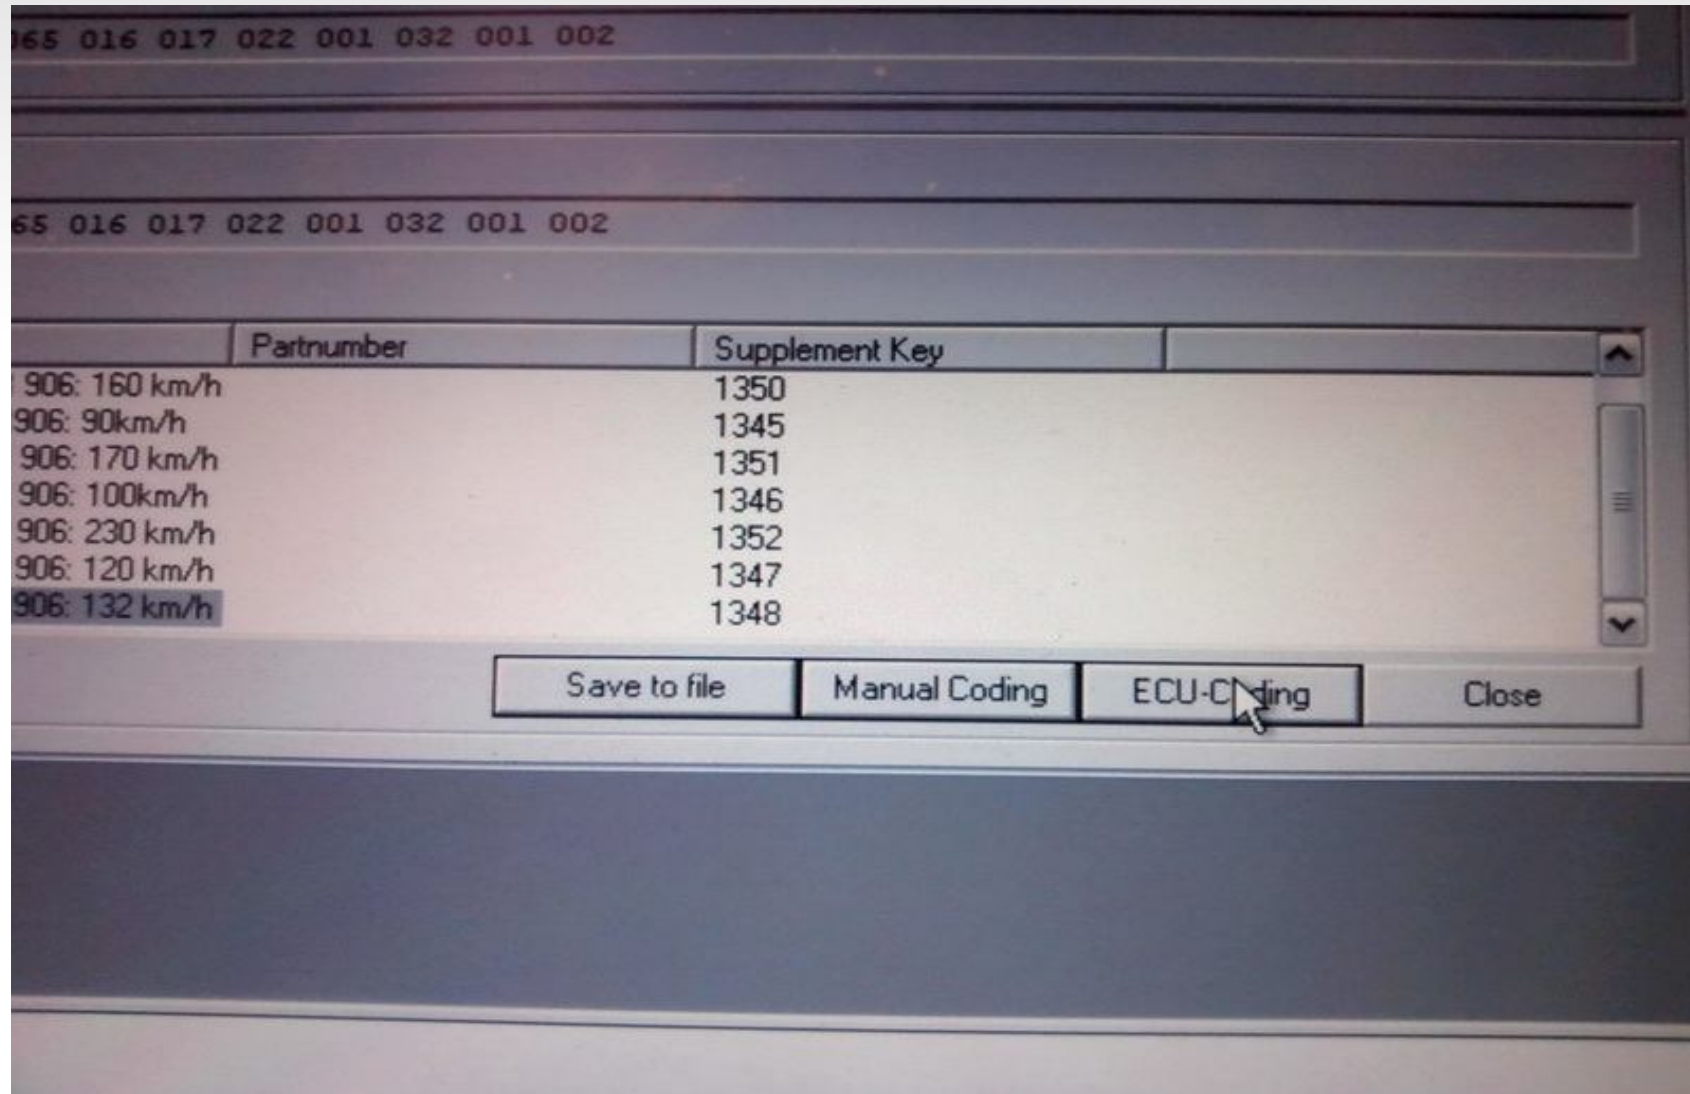 016 017 022 001 032 001 002
65 016 017 022 001 032 001 002
Partnumber Supplement Key
906: 160 km/h 1350
906: 90km/h 1345
906: 170 km/h 1351
906: 100km/h 1346
906: 230 km/h 1352
906: 120 km/h 1347
906: 132 km/h 1348
Save to file Manual Coding ECU-Coding Close